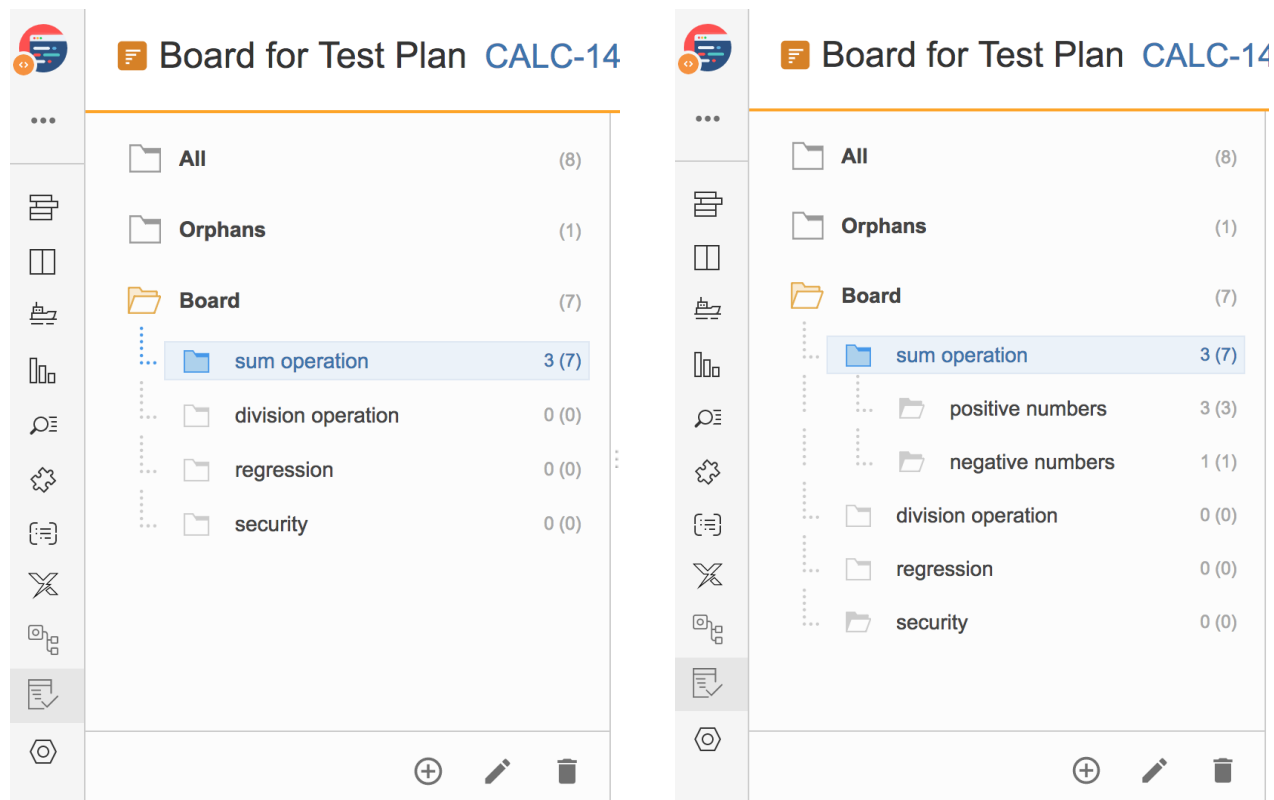 Board for Test Plan CALC-14
All (8)
Orphans (1)
Board (7)
sum operation 3 (7)
division operation 0 (0)
regression 0 (0)
security 0 (0)
Board for Test Plan CALC-14
All (8)
Orphans (1)
Board (7)
sum operation 3 (7)
positive numbers 3 (3)
negative numbers 1 (1)
division operation 0 (0)
regression 0 (0)
security 0 (0)